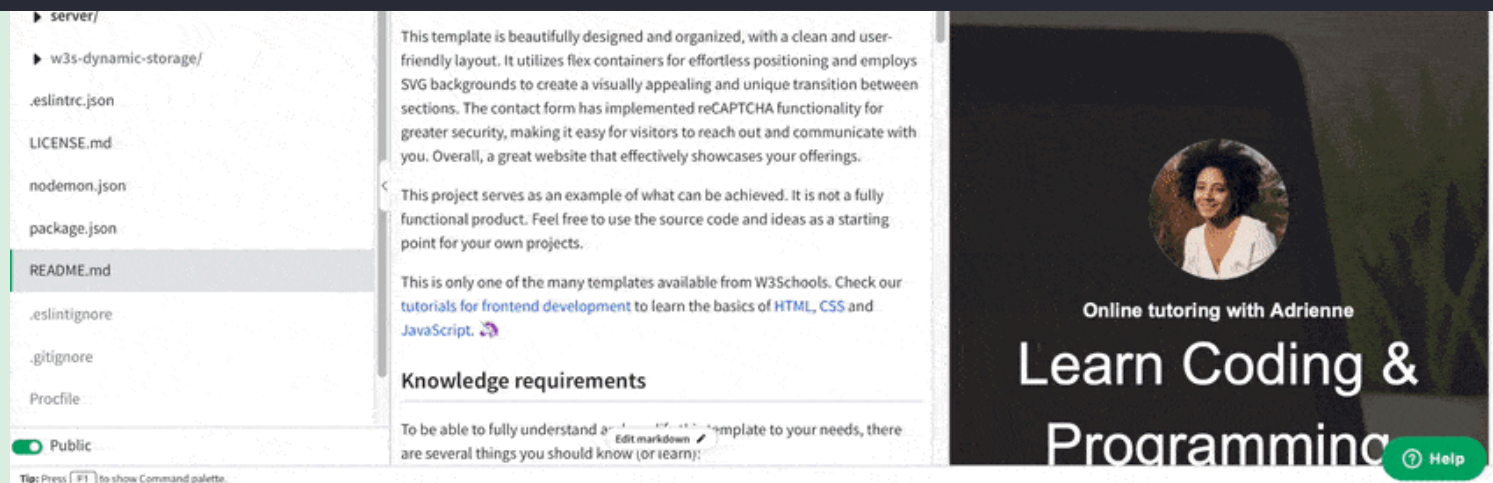 server/
w3s-dynamic-storage/
.eslintrc.json
LICENSE.md
nodemon.json
package.json
README.md
.eslintignore
.gitignore
Procfile
Public
Tip: Press F1 to show Command palette.
This template is beautifully designed and organized, with a clean and user-
friendly layout. It utilizes flex containers for effortless positioning and employs
SVG backgrounds to create a visually appealing and unique transition between
sections. The contact form has implemented reCAPTCHA functionality for
greater security, making it easy for visitors to reach out and communicate with
you. Overall, a great website that effectively showcases your offerings.
This project serves as an example of what can be achieved. It is not a fully
functional product. Feel free to use the source code and ideas as a starting
point for your own projects.
This is only one of the many templates available from W3Schools. Check our
tutorials for frontend development to learn the basics of HTML, CSS and
JavaScript.
Knowledge requirements
To be able to fully understand template to your needs, there
Edit markdown
are several things you should know (or learn):
Online tutoring with Adrienne
Learn Coding &
Programming
Help